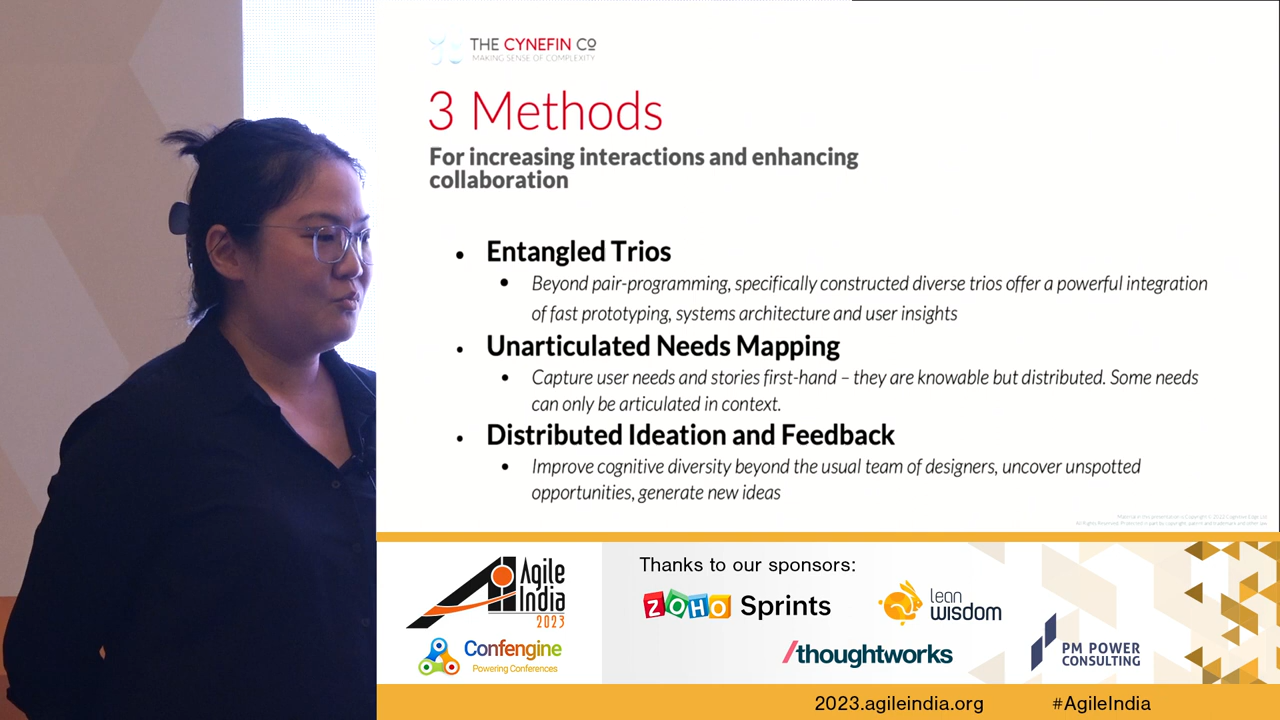 THE CYNEFIN CO
MAKING SENSE OF COMPLEXITY
3 Methods
For increasing interactions and enhancing
collaboration
• Entangled Trios
• Beyond pair-programming, specifically constructed diverse trios offer a powerful integration
of fast prototyping, systems architecture and user insights
• Unarticulated Needs Mapping
• Capture user needs and stories first-hand – they are knowable but distributed. Some needs
can only be articulated in context.
• Distributed Ideation and Feedback
• Improve cognitive diversity beyond the usual team of designers, uncover unspotted
opportunities, generate new ideas
Agile
India
2023
Confengine
Powering Conferences
Thanks to our sponsors:
ZOHO Sprints
lean
wisdom
/thoughtworks
PM POWER
CONSULTING
2023.agileindia.org #AgileIndia